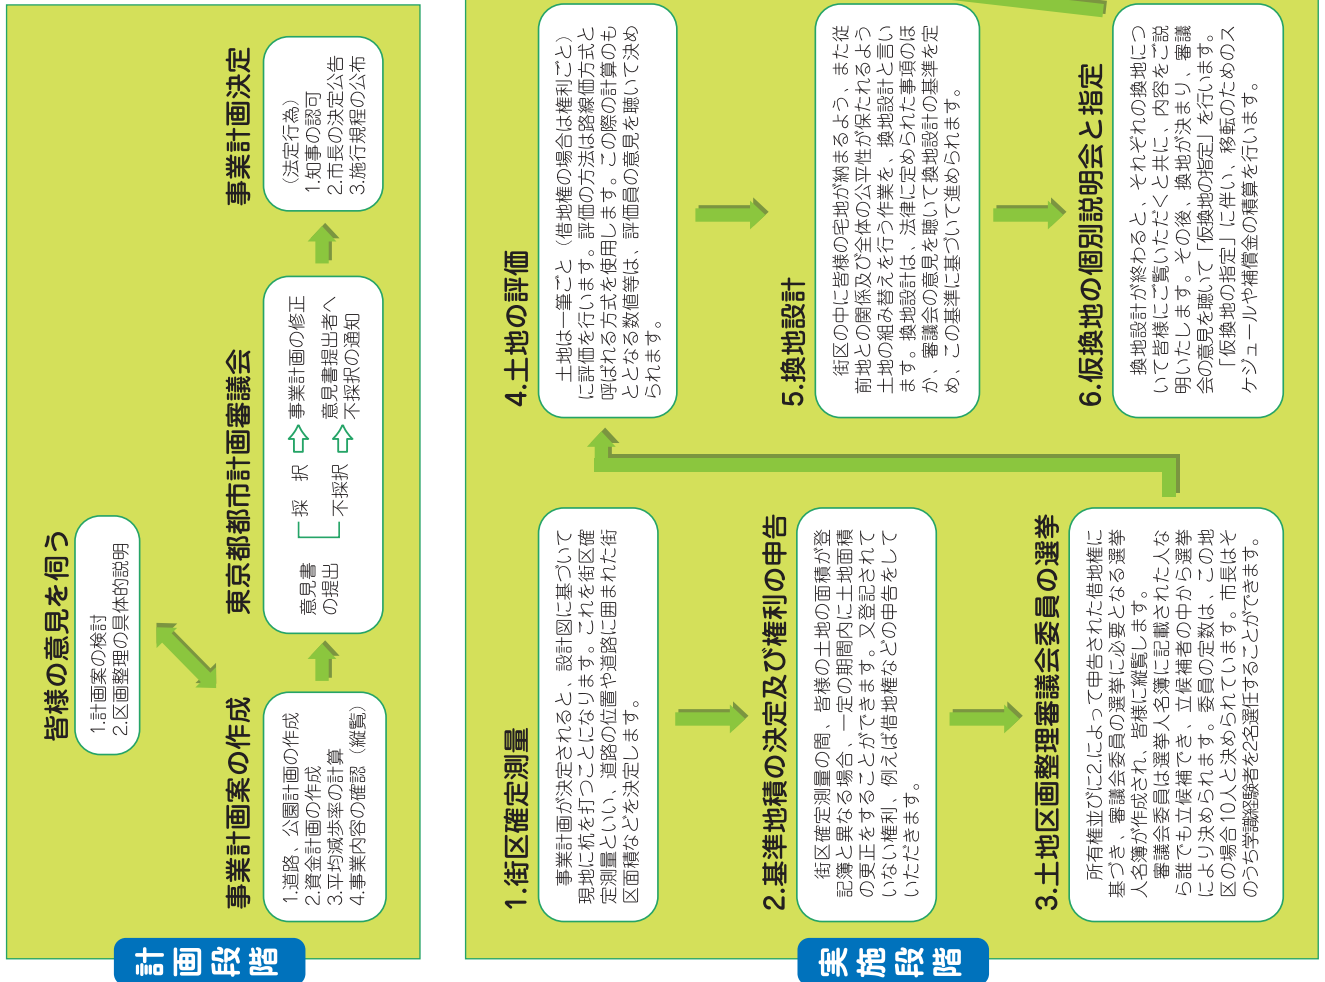 計画段階
皆様の意見を伺う
1.計画案の検討
2.区画整理の具体的説明
事業計画案の作成
1.道路、公園計画の作成
2.資金計画の作成
3.平均減歩率の計算
4.事業内容の確認（縦覧）
東京都都市計画審議会
意見書
の提出
採　択
事業計画の修正
不採択
意見書提出者へ
不採択の通知
事業計画決定
（法定行為）
1.知事の認可
2.市長の決定公告
3.施行規程の公布
実施段階
1.街区確定測量
事業計画が決定されると、設計図に基づいて
現地に杭を打つことになります。これを街区確
定測量といい、道路の位置や道路に囲まれた街
区面積などを決定します。
2.基準地積の決定及び権利の申告
街区確定測量の間、皆様の土地の面積が登
記簿と異なる場合、一定の期間内に土地面積
の更正をすることができます。又登記されて
いない権利、例えば借地権などの申告をして
いただきます。
3.土地区画整理審議会委員の選挙
所有権並びに2.によって申告された借地権に
基づき、審議会委員の選挙に必要となる選挙
人名簿が作成され、皆様に縦覧します。
審議会委員は選挙人名簿に記載された人な
ら誰でも立候補でき、立候補者の中から選挙
により決められます。委員の定数は、この地
区の場合10人と決められています。市長はそ
のうち学識経験者を2名選任することができます。
4.土地の評価
土地は一筆ごと（借地権の場合は権利ごと）
に評価を行います。評価の方法は路線価方式と
呼ばれる方式を使用します。この際の計算のも
ととなる数値等は、評価員の意見を聴いて決め
られます。
5.換地設計
街区の中に皆様の宅地が納まるよう、また従
前地との関係及び全体の公平性が保たれるよう
土地の組み替えを行う作業を、換地設計と言い
ます。換地設計は、法律に定められた事項のほ
か、審議会の意見を聴いて換地設計の基準を定
め、この基準に基づいて進められます。
6.仮換地の個別説明会と指定
換地設計が終わると、それぞれの換地につ
いて皆様にご覧いただくと共に、内容をご説
明いたします。その後、換地が決まり、審議
会の意見を聴いて「仮換地の指定」を行います。
「仮換地の指定」に伴い、移転のためのス
ケジュールや補償金の積算を行います。